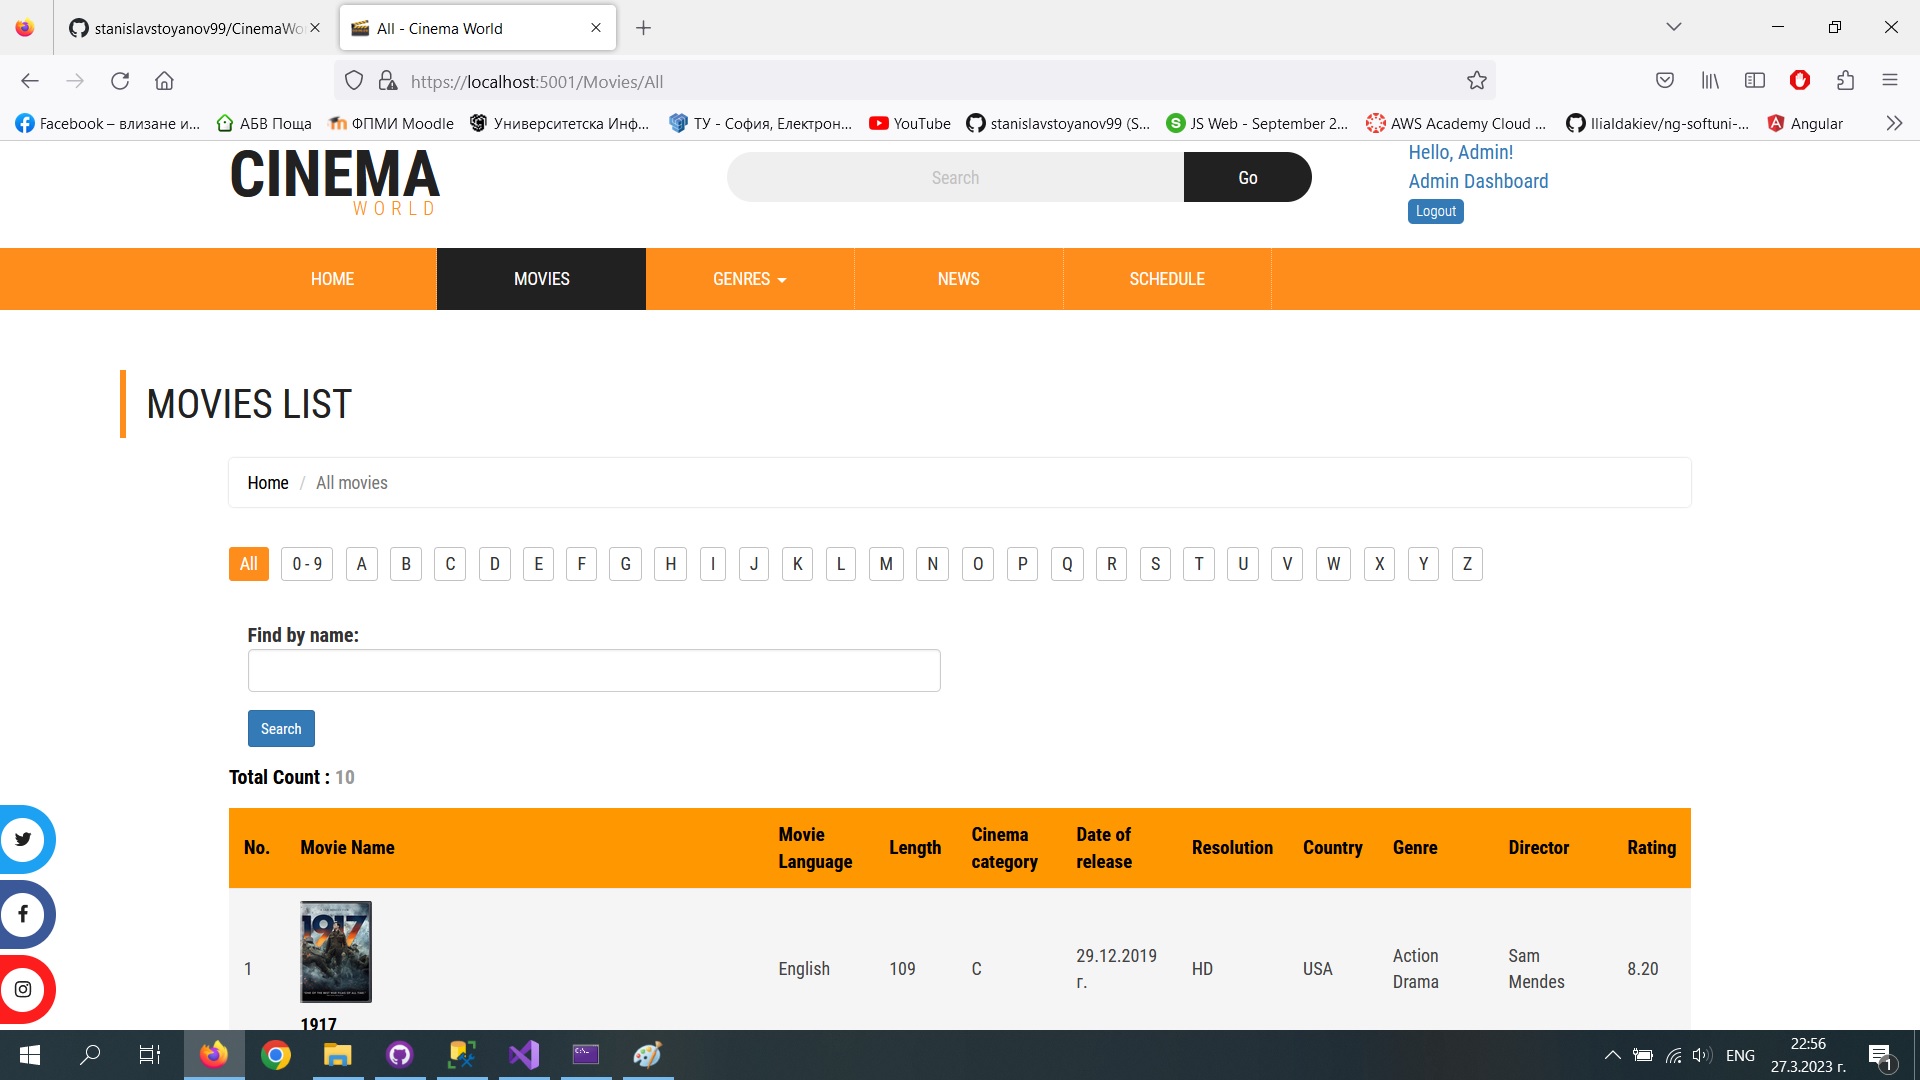 stanislavstoyanov99/CinemaWo
All - Cinema World
https://localhost:5001/Movies/All
Facebook – влизане и...
АБВ Поща
ФПМИ Moodle
Университетска Инф...
ТУ - София, Електрон...
YouTube
stanislavstoyanov99 (S...
JS Web - September 2...
AWS Academy Cloud ...
IliaIdakiev/ng-softuni-...
Angular
CINEMA
WORLD
Search
Go
Hello, Admin!
Admin Dashboard
Logout
HOME
MOVIES
GENRES
NEWS
SCHEDULE
MOVIES LIST
Home / All movies
All 0 - 9 A B C D E F G H I J K L M N O P Q R S T U V W X Y Z
Find by name:
Search
Total Count : 10
No. Movie Name Movie Language Length Cinema category Date of release Resolution Country Genre Director Rating
1917
1 English 109 C 29.12.2019 г. HD USA Action Drama Sam Mendes 8.20
1917
ENG
22:56
27.3.2023 г.
1